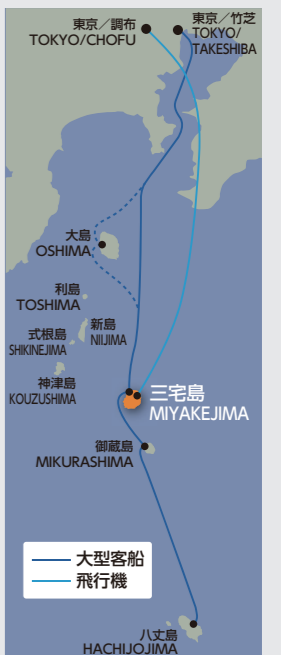 東京／調布
TOKYO/CHOFU
東京／竹芝
TOKYO/
TAKESHIBA
大島
OSHIMA
利島
TOSHIMA
新島
NIIJIMA
式根島
SHIKINEJIMA
神津島
KOUZUSHIMA
三宅島
MIYAKEJIMA
御蔵島
MIKURASHIMA
大型客船
飛行機
八丈島
HACHIJOJIMA